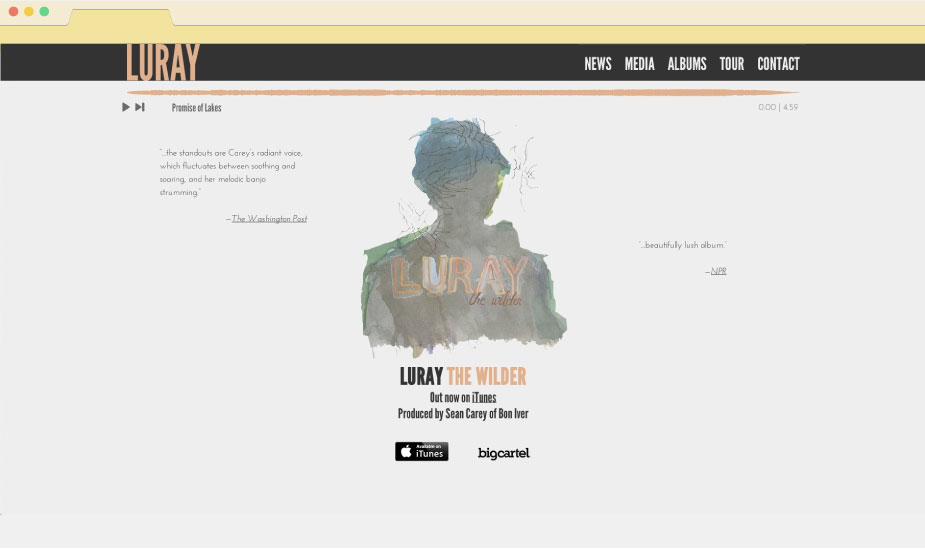 LURAY
NEWS MEDIA ALBUMS TOUR CONTACT
Promise of Lakes
0.00 | 4.59
"...the standouts are Carey's radiant voice,
which fluctuates between soothing and
soaring, and her melodic banjo
strumming."
—The Washington Post
"...beautifully lush album."
—NPR
LURAY
the wilder
LURAY THE WILDER
Out now on iTunes
Produced by Sean Carey of Bon Iver
Available on
iTunes
bigcartel